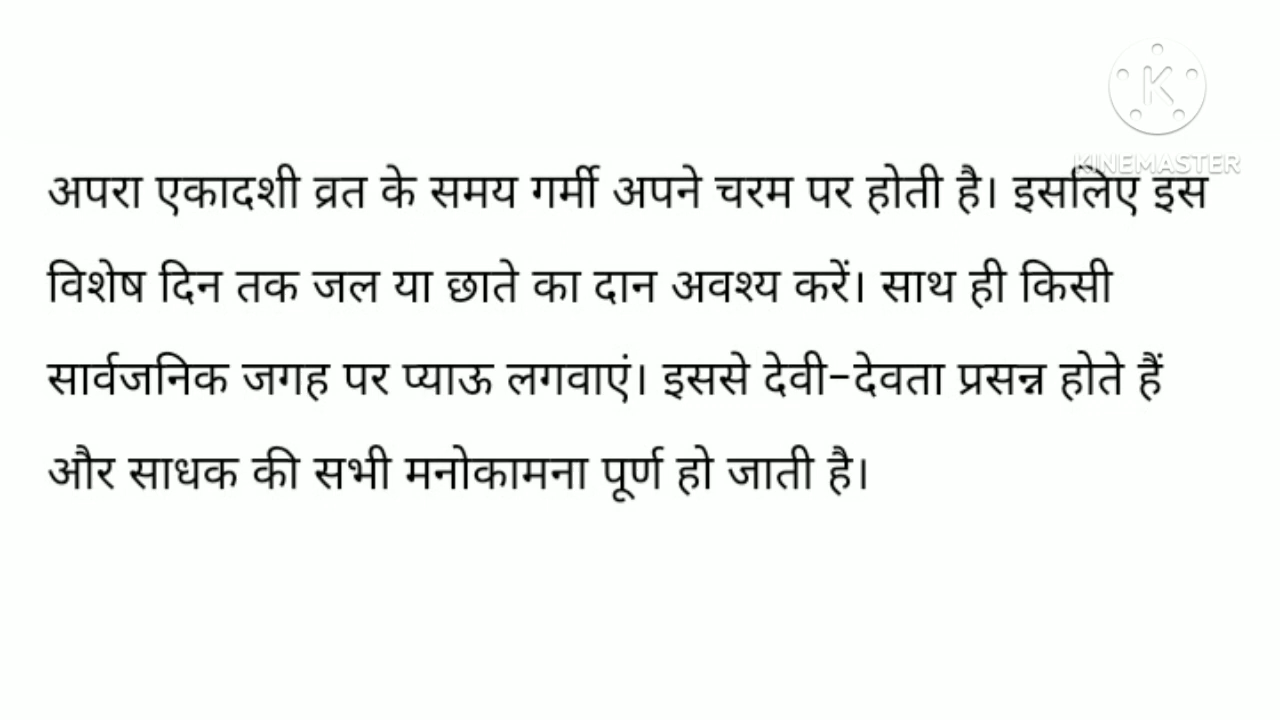 KINEMASTER
अपरा एकादशी व्रत के समय गर्मी अपने चरम पर होती है। इसलिए इस
विशेष दिन तक जल या छाते का दान अवश्य करें। साथ ही किसी
सार्वजनिक जगह पर प्याऊ लगवाएं। इससे देवी-देवता प्रसन्न होते हैं
और साधक की सभी मनोकामना पूर्ण हो जाती है।